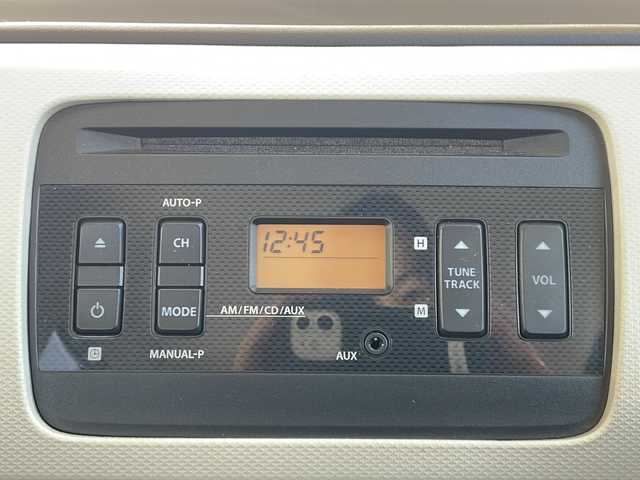 AUTO-P
CH
12:45
H
TUNE
TRACK
VOL
MODE
AM/FM/CD/AUX
M
MANUAL-P
AUX